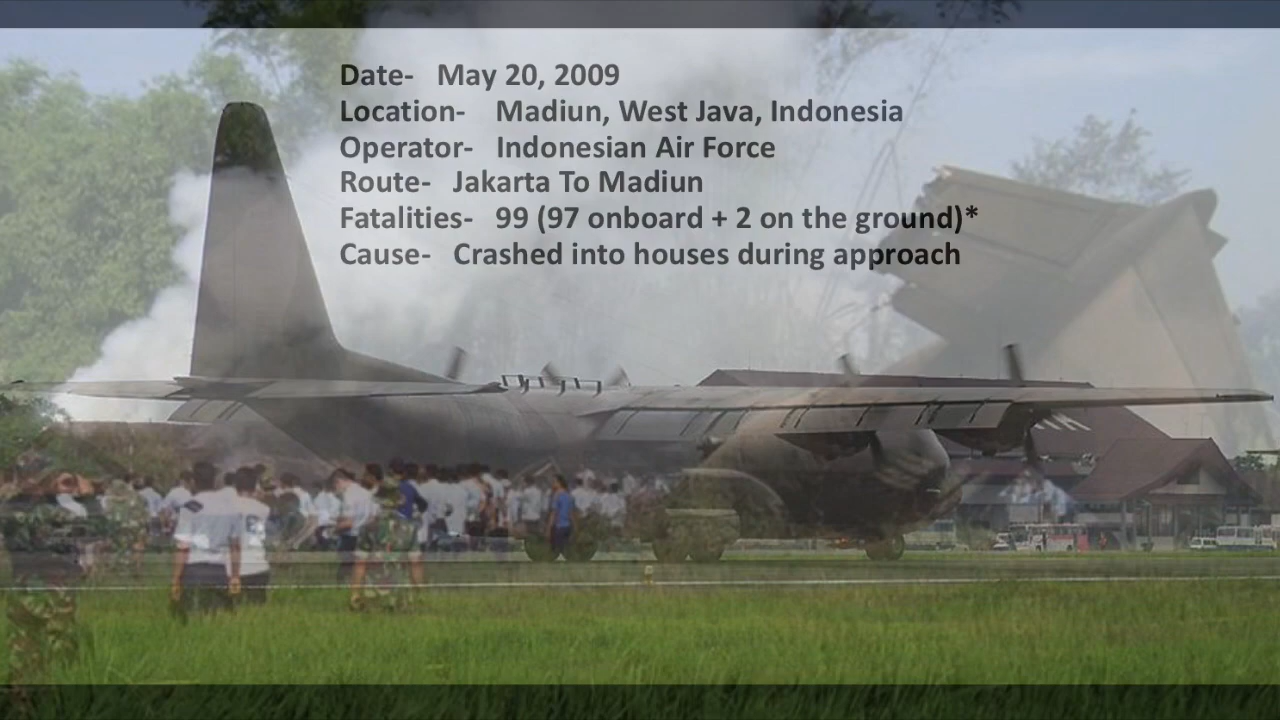 Date- May 20, 2009
Location- Madiun, West Java, Indonesia
Operator- Indonesian Air Force
Route- Jakarta To Madiun
Fatalities- 99 (97 onboard + 2 on the ground)*
Cause- Crashed into houses during approach